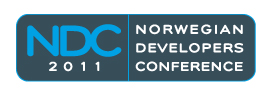 NDC
2011
NORWEGIAN
DEVELOPERS
CONFERENCE